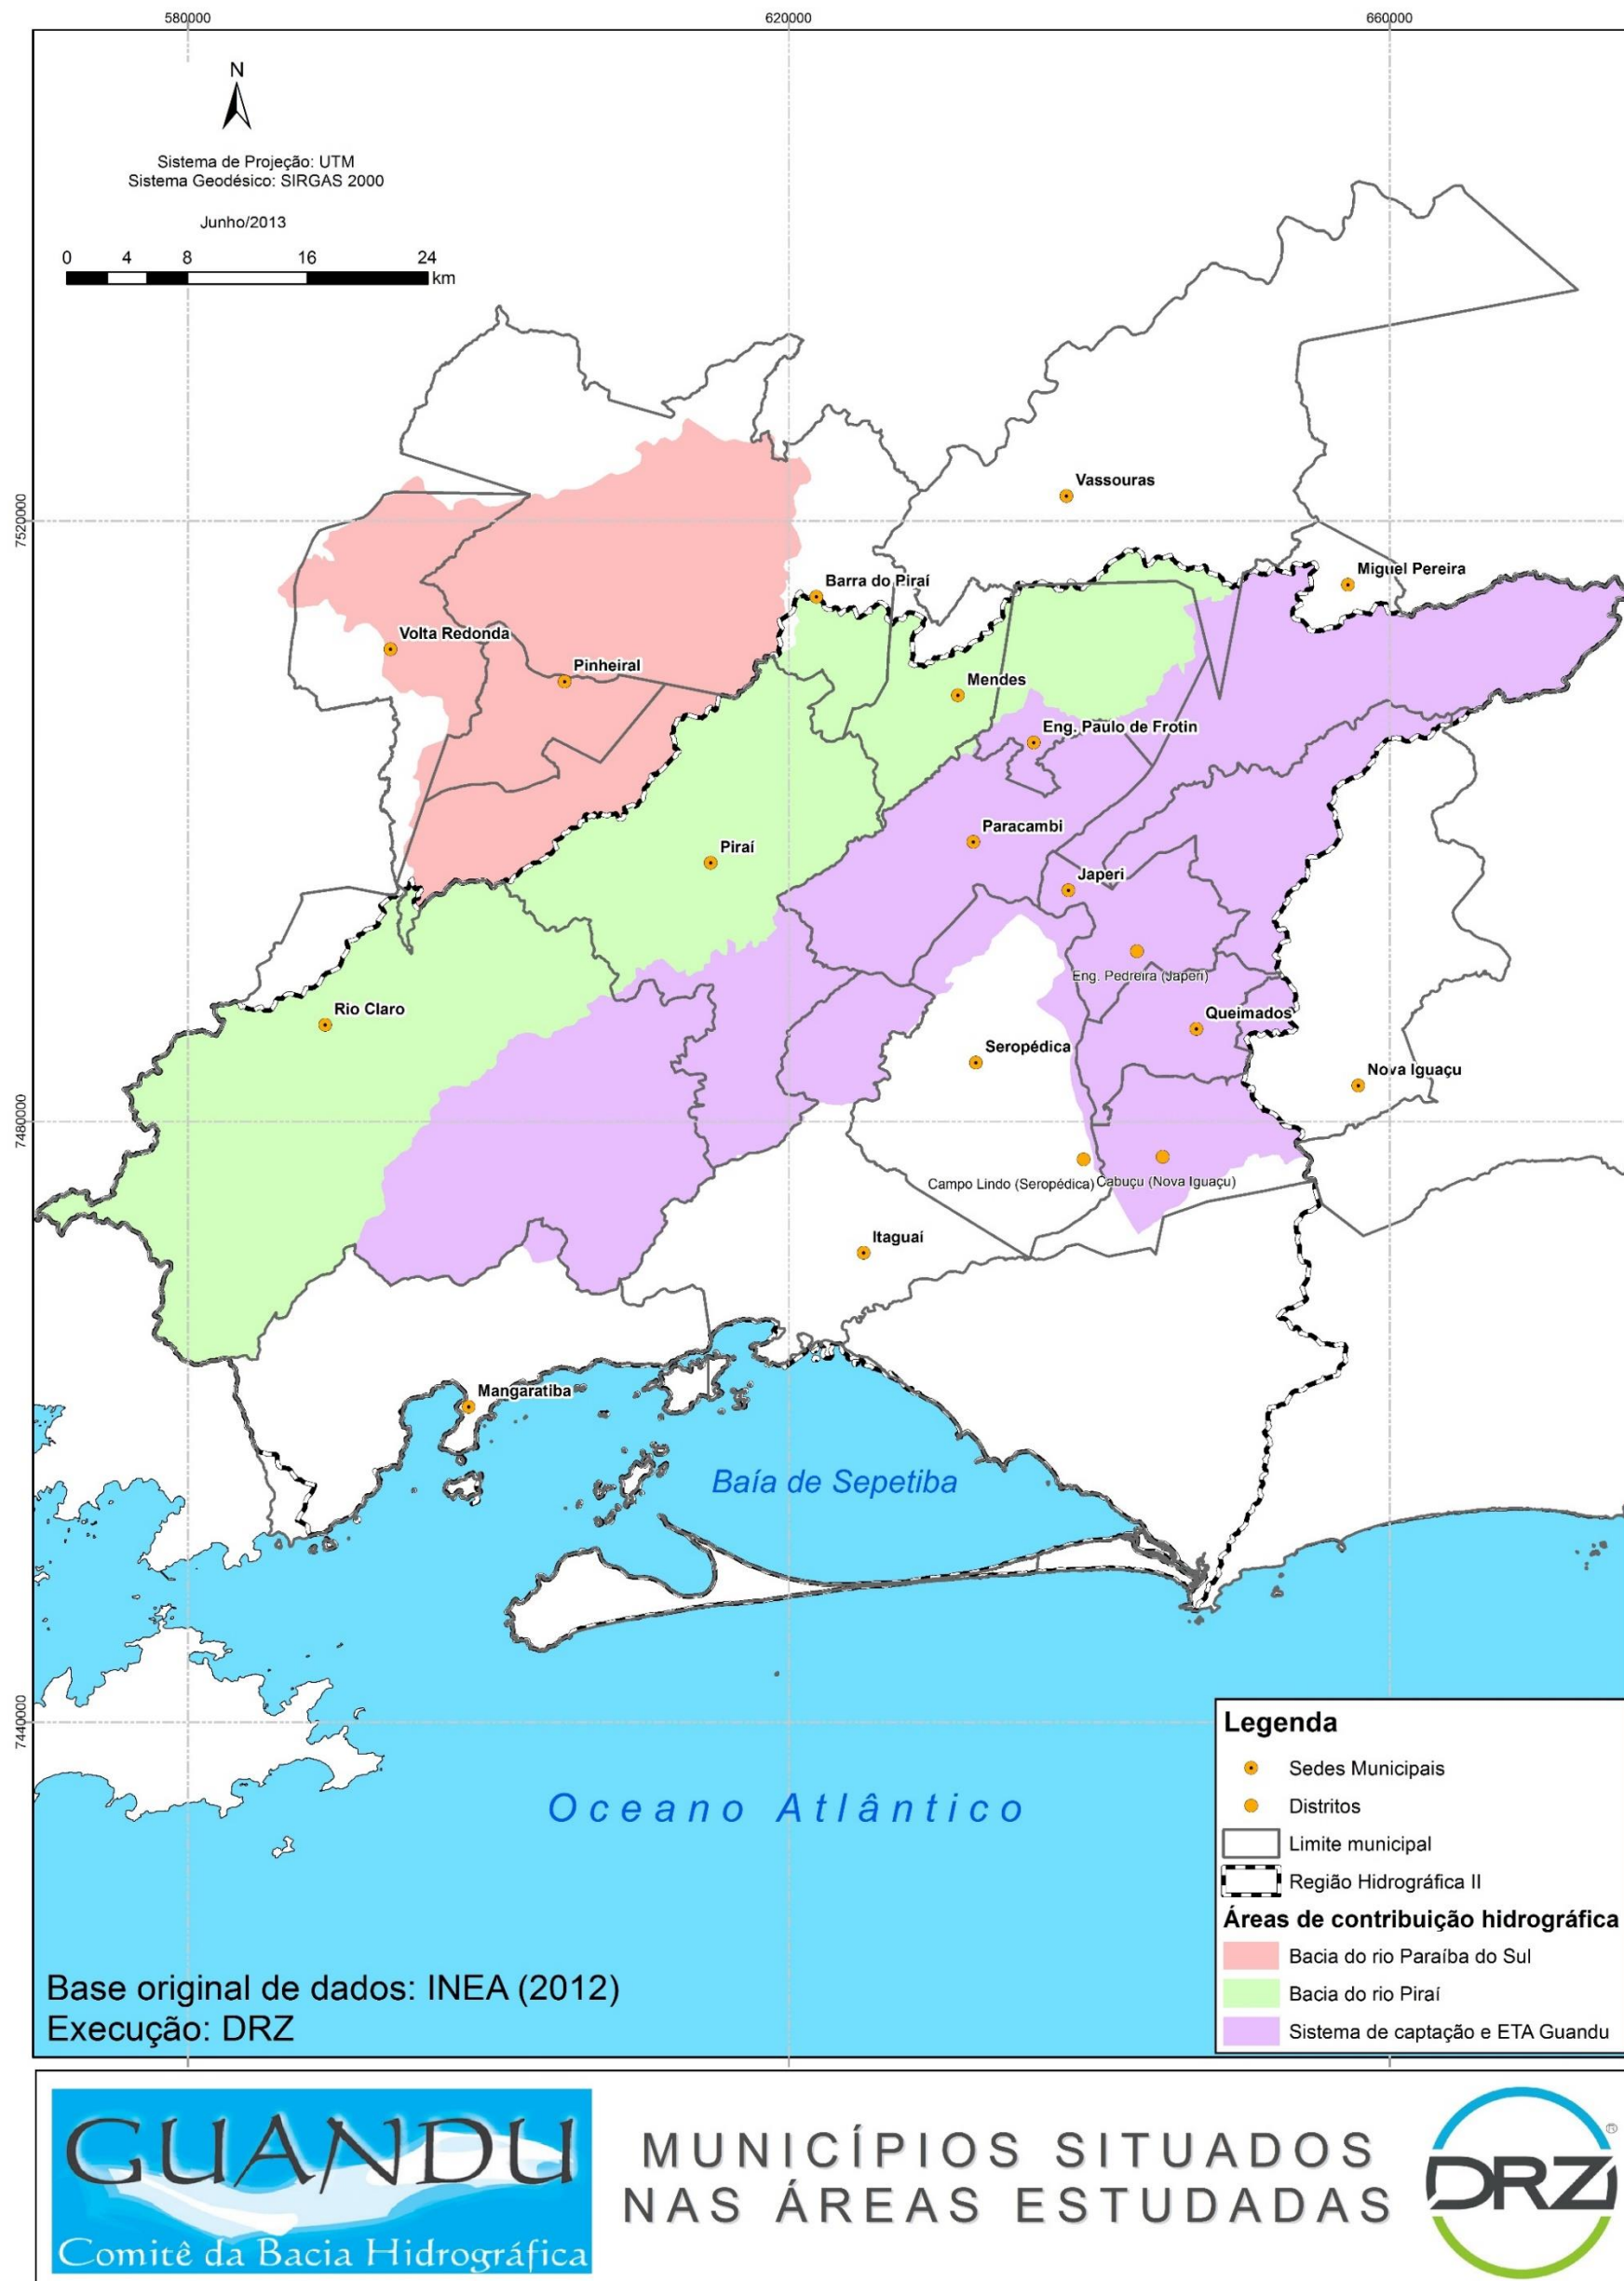 580000
620000
660000
N
Sistema de Projeção: UTM
Sistema Geodésico: SIRGAS 2000
Junho/2013
0 4 8 16 24
km
7520000
7480000
7440000
Vassouras
Miguel Pereira
Barra do Piraí
Volta Redonda
Pinheiral
Mendes
Eng. Paulo de Frotin
Paracambi
Piraí
Japeri
Eng. Pedreira (Japeri)
Rio Claro
Queimados
Seropédica
Nova Iguaçu
Campo Lindo (Seropédica)
Cabuçu (Nova Iguaçu)
Itaguaí
Mangaratiba
Baía de Sepetiba
Oceano Atlântico
Legenda
Sedes Municipais
Distritos
Limite municipal
Região Hidrográfica II
Áreas de contribuição hidrográfica
Bacia do rio Paraíba do Sul
Bacia do rio Piraí
Sistema de captação e ETA Guandu
Base original de dados: INEA (2012)
Execução: DRZ
GUANDU
Comitê da Bacia Hidrográfica
MUNICÍPIOS SITUADOS
NAS ÁREAS ESTUDADAS
DRZ®